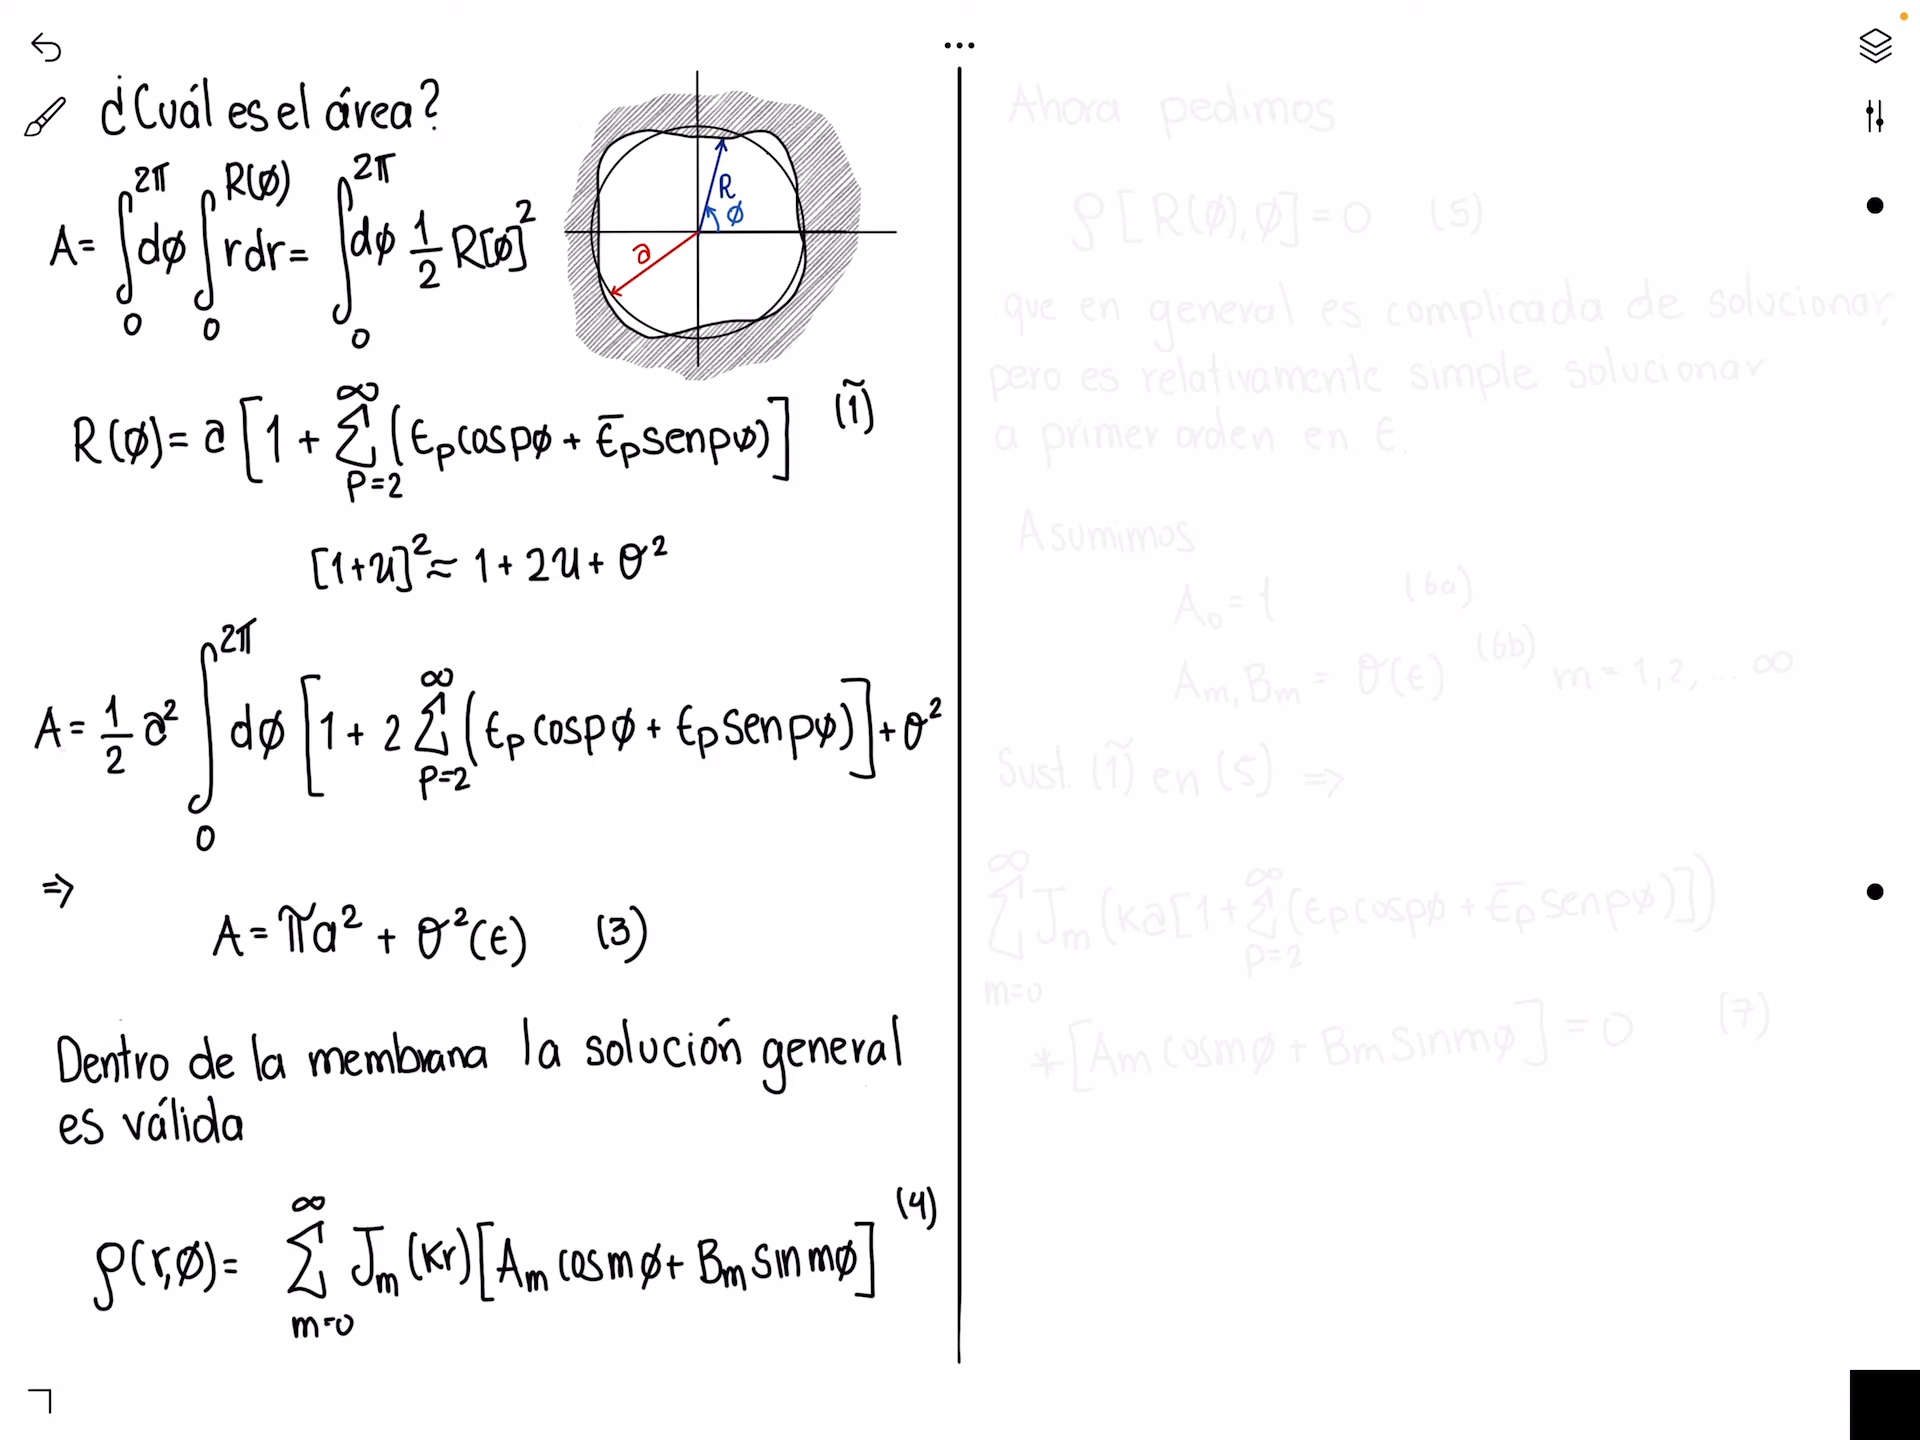 ¿Cuál es el área?
A = ∫₀^{2π} dφ ∫₀^{R(φ)} r dr = ∫₀^{2π} dφ 1/2 R[φ]²
R
φ
a
R(φ) = a [1 + Σ_{p=2}^{∞} (ϵ_p cos pφ + ϵ̄_p sen pφ)] (1̃)
[1+u]² ≈ 1 + 2u + O²
A = 1/2 a² ∫₀^{2π} dφ [1 + 2 Σ_{p=2}^{∞} (ϵ_p cos pφ + ϵ_p sen pφ)] + O²
⇒
A = πa² + O²(ϵ) (3)
Dentro de la membrana la solución general
es válida
ρ(r,φ) = Σ_{m=0}^{∞} J_m(kr) [A_m cos mφ + B_m sin mφ] (4)
Ahora pedimos
ρ[R(φ),φ] = 0 (5)
que en general es complicada de solucionar,
pero es relativamente simple solucionar
a primer orden en ϵ.
Asumimos
A₀ = 1 (6a)
A_m, B_m = O(ϵ) (6b) m = 1, 2, ... ∞
Sust. (1̃) en (5) ⇒
Σ_{m=0}^{∞} J_m(ka[1 + Σ_{p=2}^{∞} (ϵ_p cos pφ + ϵ̄_p sen pφ)])
* [A_m cos mφ + B_m sin mφ] = 0 (7)